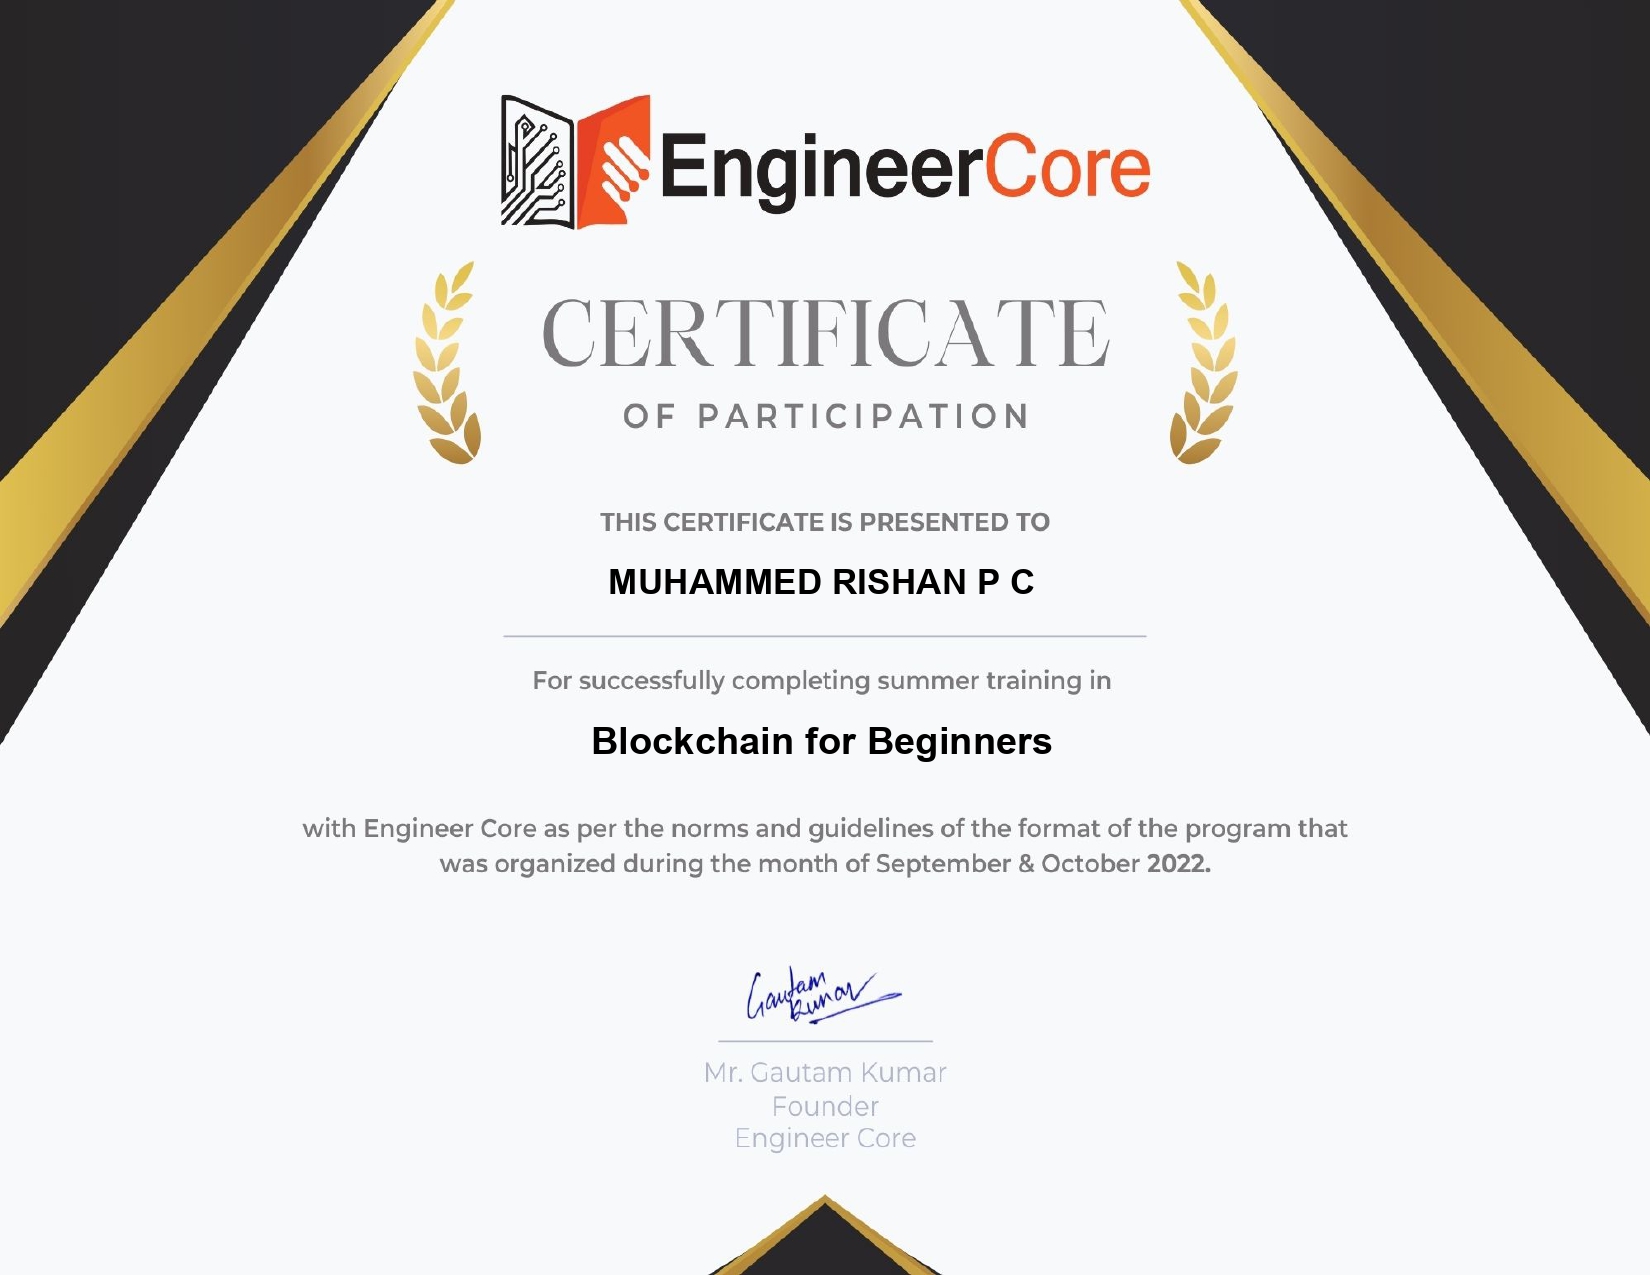 EngineerCore
CERTIFICATE
OF PARTICIPATION
THIS CERTIFICATE IS PRESENTED TO
MUHAMMED RISHAN P C
For successfully completing summer training in
Blockchain for Beginners
with Engineer Core as per the norms and guidelines of the format of the program that
was organized during the month of September & October 2022.
Gautam
Kumar
Mr. Gautam Kumar
Founder
Engineer Core